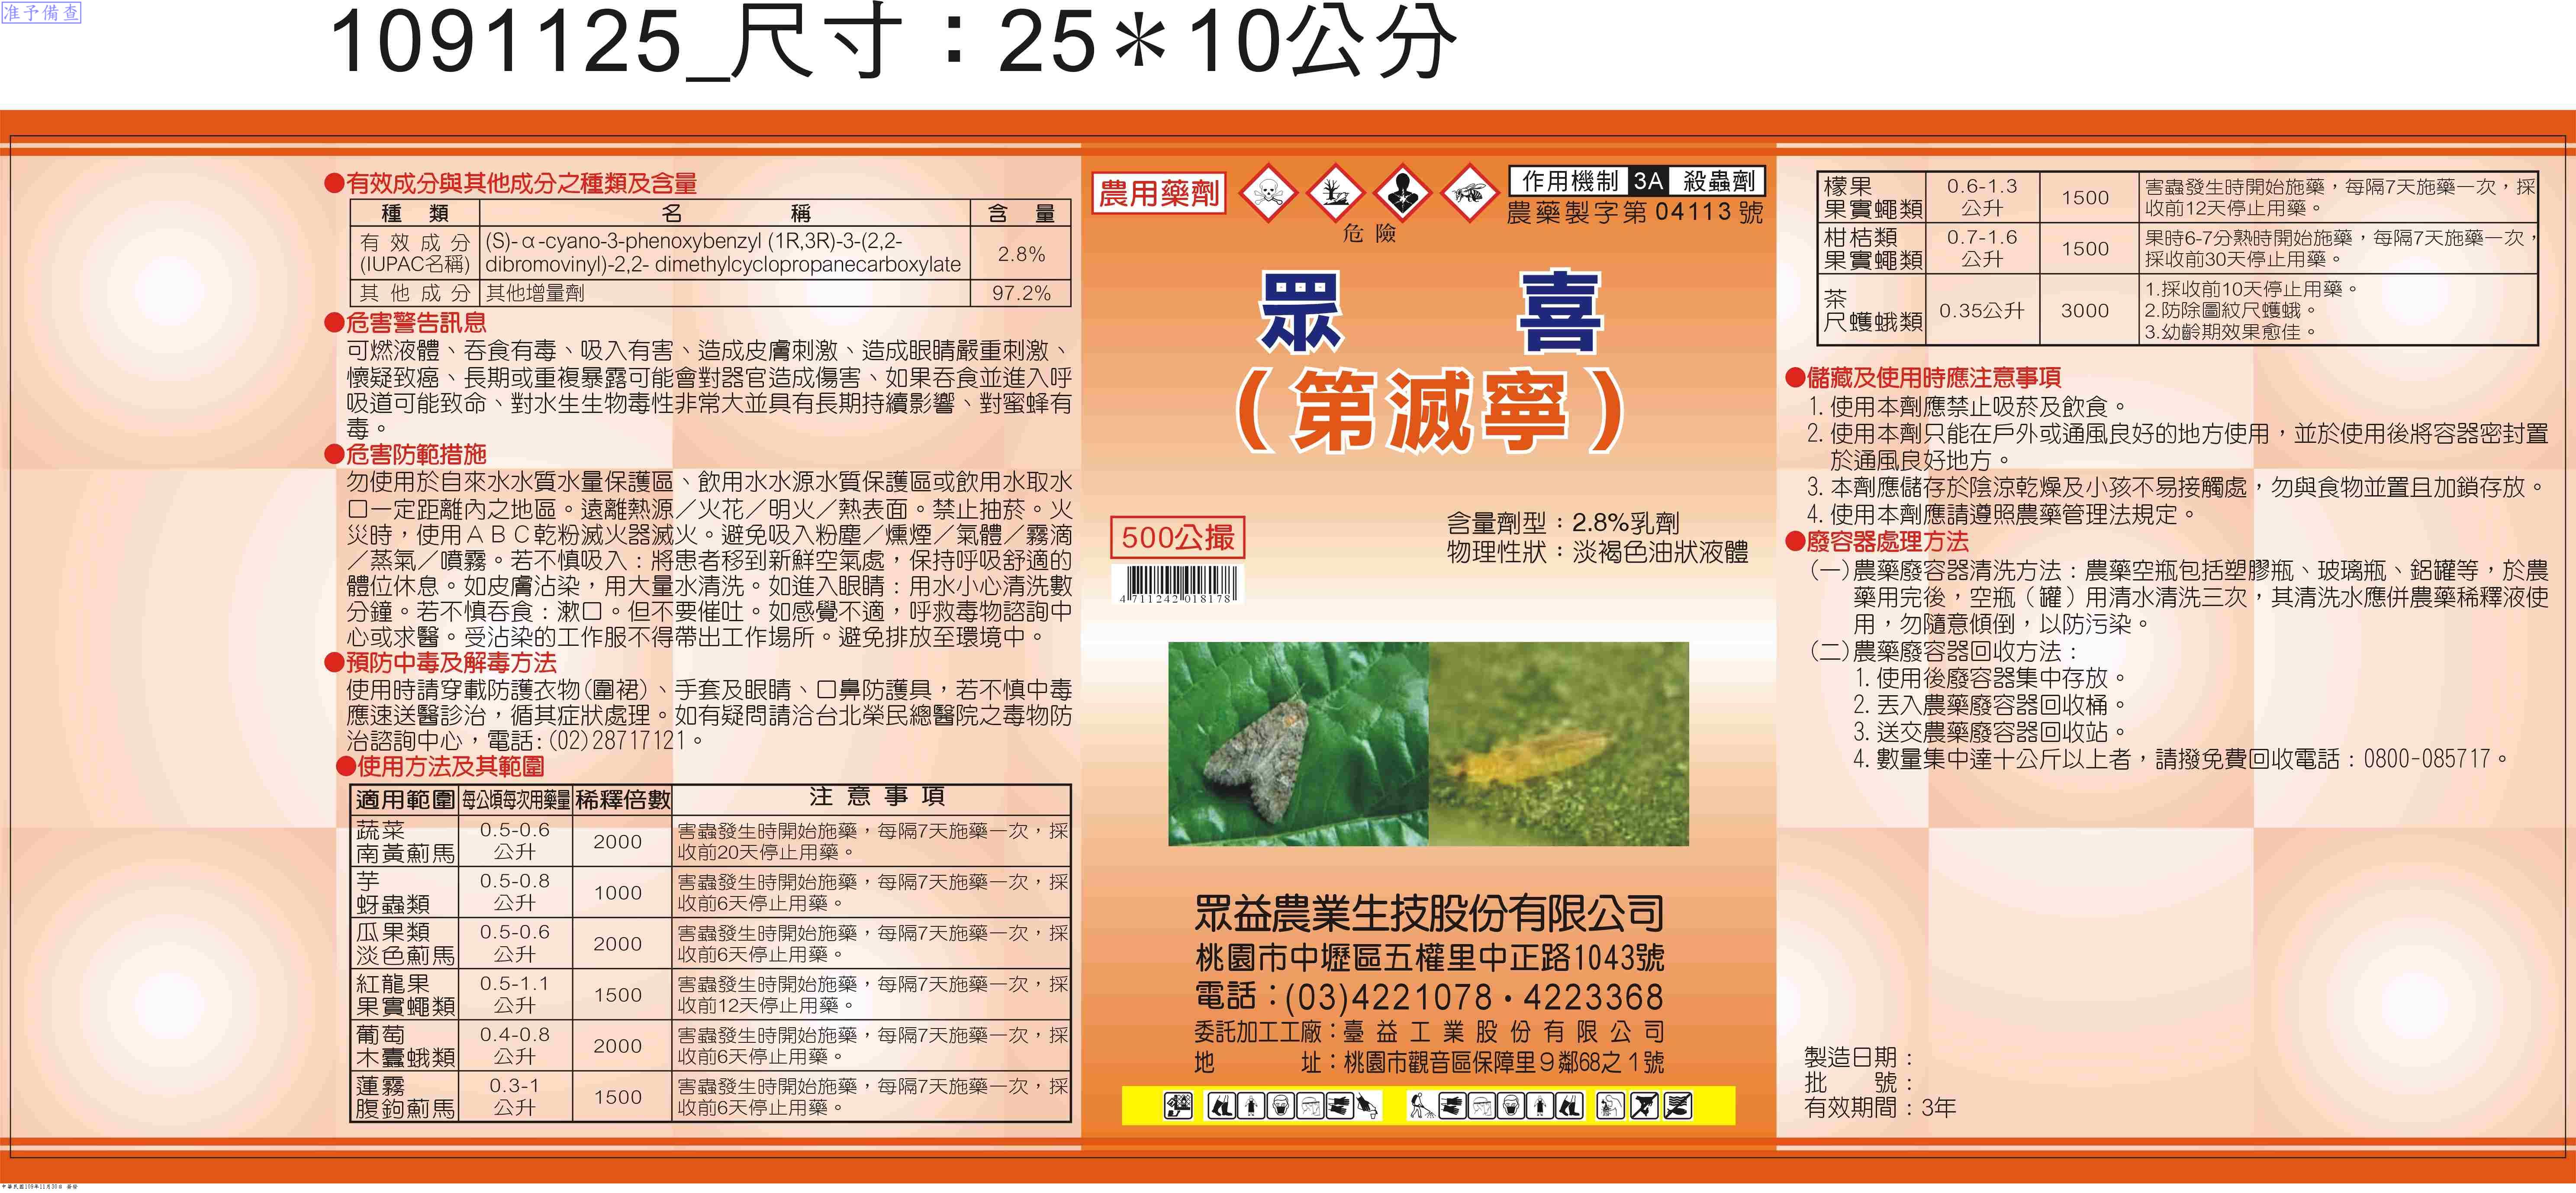 准予備查
1091125_尺寸：25＊10公分
●有效成分與其他成分之種類及含量
種 類 名 稱 含 量
有效成分 (S)-α-cyano-3-phenoxybenzyl (1R,3R)-3-(2,2-
(IUPAC名稱) dibromovinyl)-2,2- dimethylcyclopropanecarboxylate 2.8%
其他成分 其他增量劑 97.2%
●危害警告訊息
可燃液體、吞食有毒、吸入有害、造成皮膚刺激、造成眼睛嚴重刺激、
懷疑致癌、長期或重複暴露可能會對器官造成傷害、如果吞食並進入呼
吸道可能致命、對水生生物毒性非常大並具有長期持續影響、對蜜蜂有
毒。
●危害防範措施
勿使用於自來水水質水量保護區、飲用水水源水質保護區或飲用水取水
口一定距離內之地區。遠離熱源／火花／明火／熱表面。禁止抽菸。火
災時，使用ＡＢＣ乾粉滅火器滅火。避免吸入粉塵／燻煙／氣體／霧滴
／蒸氣／噴霧。若不慎吸入：將患者移到新鮮空氣處，保持呼吸舒適的
體位休息。如皮膚沾染，用大量水清洗。如進入眼睛：用水小心清洗數
分鐘。若不慎吞食：漱口。但不要催吐。如感覺不適，呼救毒物諮詢中
心或求醫。受沾染的工作服不得帶出工作場所。避免排放至環境中。
●預防中毒及解毒方法
使用時請穿載防護衣物(圍裙)、手套及眼睛、口鼻防護具，若不慎中毒
應速送醫診治，循其症狀處理。如有疑問請洽台北榮民總醫院之毒物防
治諮詢中心，電話:(02)28717121。
●使用方法及其範圍
適用範圍 每公頃每次用藥量 稀釋倍數 注意事項
蔬菜 0.5-0.6 2000 害蟲發生時開始施藥，每隔7天施藥一次，採
南黃薊馬 公升 收前20天停止用藥。
芋 0.5-0.8 1000 害蟲發生時開始施藥，每隔7天施藥一次，採
蚜蟲類 公升 收前6天停止用藥。
瓜果類 0.5-0.6 2000 害蟲發生時開始施藥，每隔7天施藥一次，採
淡色薊馬 公升 收前6天停止用藥。
紅龍果 0.5-1.1 1500 害蟲發生時開始施藥，每隔7天施藥一次，採
果實蠅類 公升 收前12天停止用藥。
葡萄 0.4-0.8 2000 害蟲發生時開始施藥，每隔7天施藥一次，採
木蠹蛾類 公升 收前6天停止用藥。
蓮霧 0.3-1 1500 害蟲發生時開始施藥，每隔7天施藥一次，採
腹鉤薊馬 公升 收前6天停止用藥。
農用藥劑
危險
作用機制 3A 殺蟲劑
農藥製字第 04113 號
眾喜
（第滅寧）
500公撮
4 711242 018178
含量劑型：2.8%乳劑
物理性狀：淡褐色油狀液體
眾益農業生技股份有限公司
桃園市中壢區五權里中正路1043號
電話：(03)4221078・4223368
委託加工工廠：臺益工業股份有限公司
地 址：桃園市觀音區保障里９鄰68之１號
檬果 0.6-1.3 1500 害蟲發生時開始施藥，每隔7天施藥一次，採
果實蠅類 公升 收前12天停止用藥。
柑桔類 0.7-1.6 1500 果時6-7分熟時開始施藥，每隔7天施藥一次，
果實蠅類 公升 採收前30天停止用藥。
茶 0.35公升 3000 1.採收前10天停止用藥。
尺蠖蛾類 2.防除圖紋尺蠖蛾。
3.幼齡期效果愈佳。
●儲藏及使用時應注意事項
1. 使用本劑應禁止吸菸及飲食。
2. 使用本劑只能在戶外或通風良好的地方使用，並於使用後將容器密封置
於通風良好地方。
3. 本劑應儲存於陰涼乾燥及小孩不易接觸處，勿與食物並置且加鎖存放。
4. 使用本劑應請遵照農藥管理法規定。
●廢容器處理方法
(一)農藥廢容器清洗方法：農藥空瓶包括塑膠瓶、玻璃瓶、鋁罐等，於農
藥用完後，空瓶（罐）用清水清洗三次，其清洗水應併農藥稀釋液使
用，勿隨意傾倒，以防污染。
(二)農藥廢容器回收方法：
1. 使用後廢容器集中存放。
2. 丟入農藥廢容器回收桶。
3. 送交農藥廢容器回收站。
4. 數量集中達十公斤以上者，請撥免費回收電話：0800-085717。
製造日期：
批 號：
有效期間：3年
中華民國109年11月30日